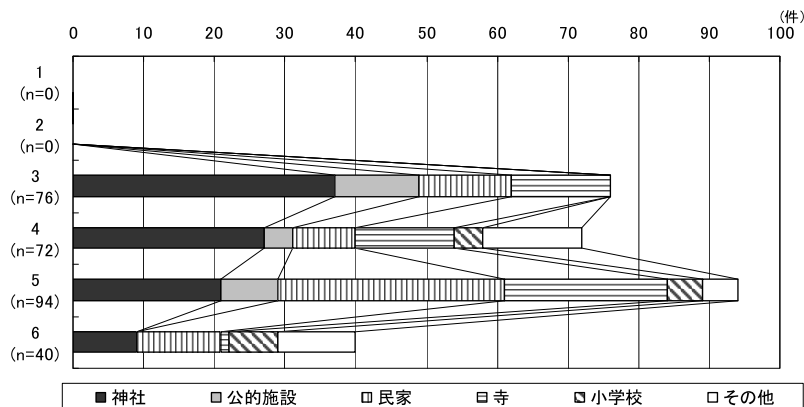 (件)
0 10 20 30 40 50 60 70 80 90 100
1
(n=0)
2
(n=0)
3
(n=76)
4
(n=72)
5
(n=94)
6
(n=40)
神社 公的施設 民家 寺 小学校 その他